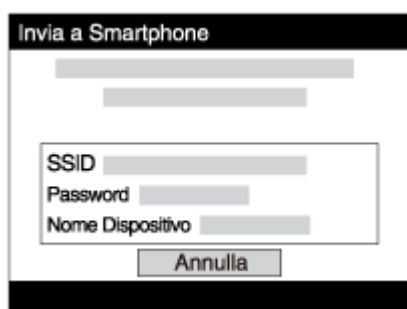 Invia a Smartphone
SSID
Password
Nome Dispositivo
Annulla